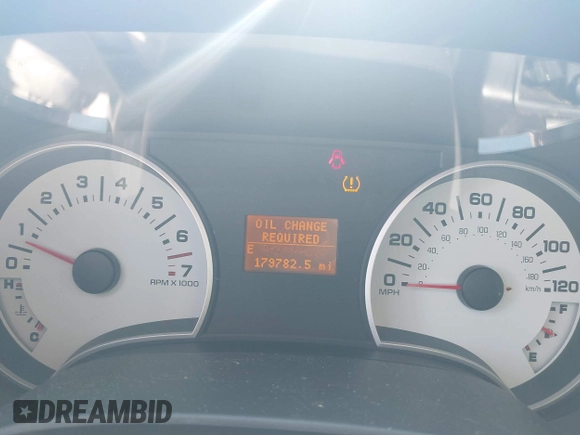 0 1 2 3 4 5 6 7
RPM X 1000
H
C
OIL CHANGE
REQUIRED
E
179782.5 mi
0 20 40 60 80 100 120
MPH
km/h
F
E
DREAMBID